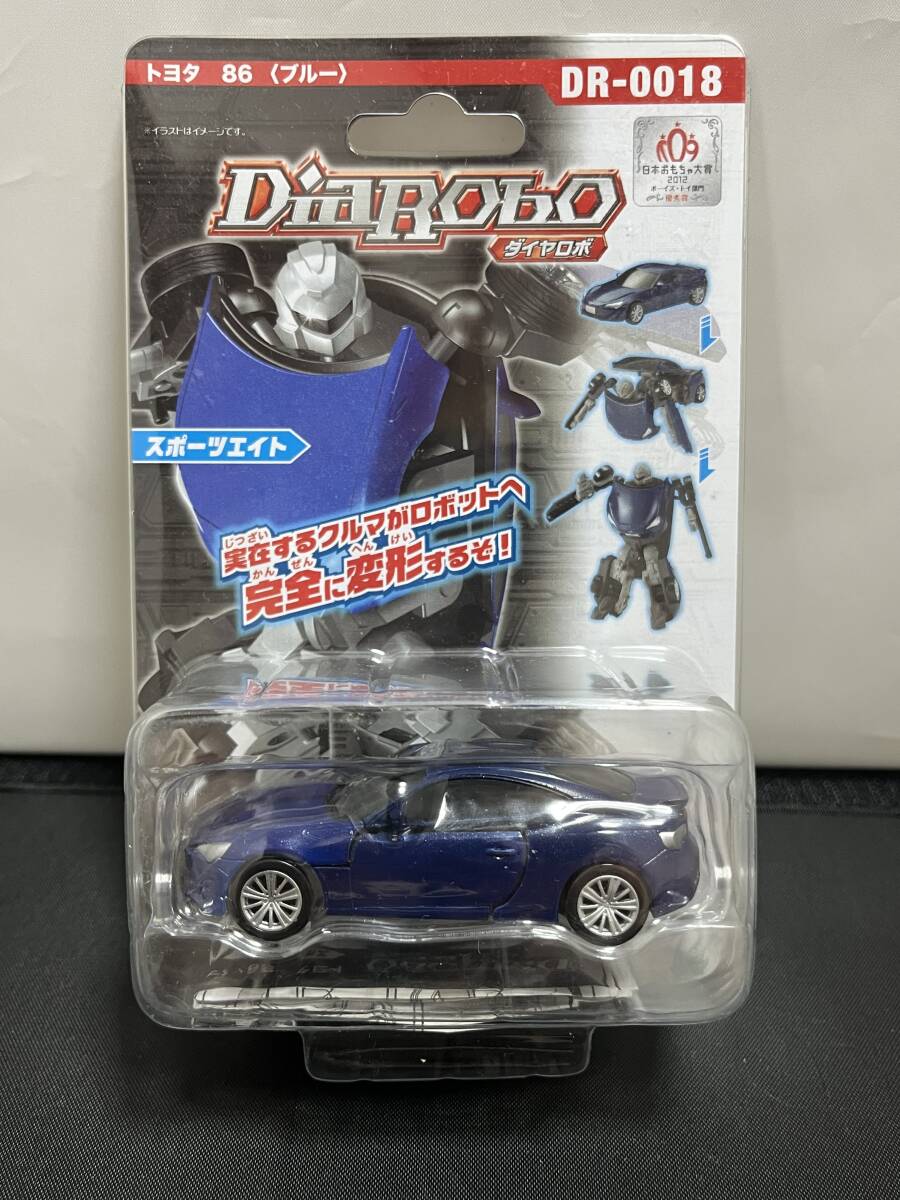 トヨタ 86 〈ブルー〉
DR-0018
※イラストはイメージです。
日本おもちゃ大賞
2012
ボーイズ・トイ部門
優秀賞
DiaRobo
ダイヤロボ
スポーツエイト
じつざい
実在するクルマがロボットへ
かんぜん へんけい
完全に変形するぞ!